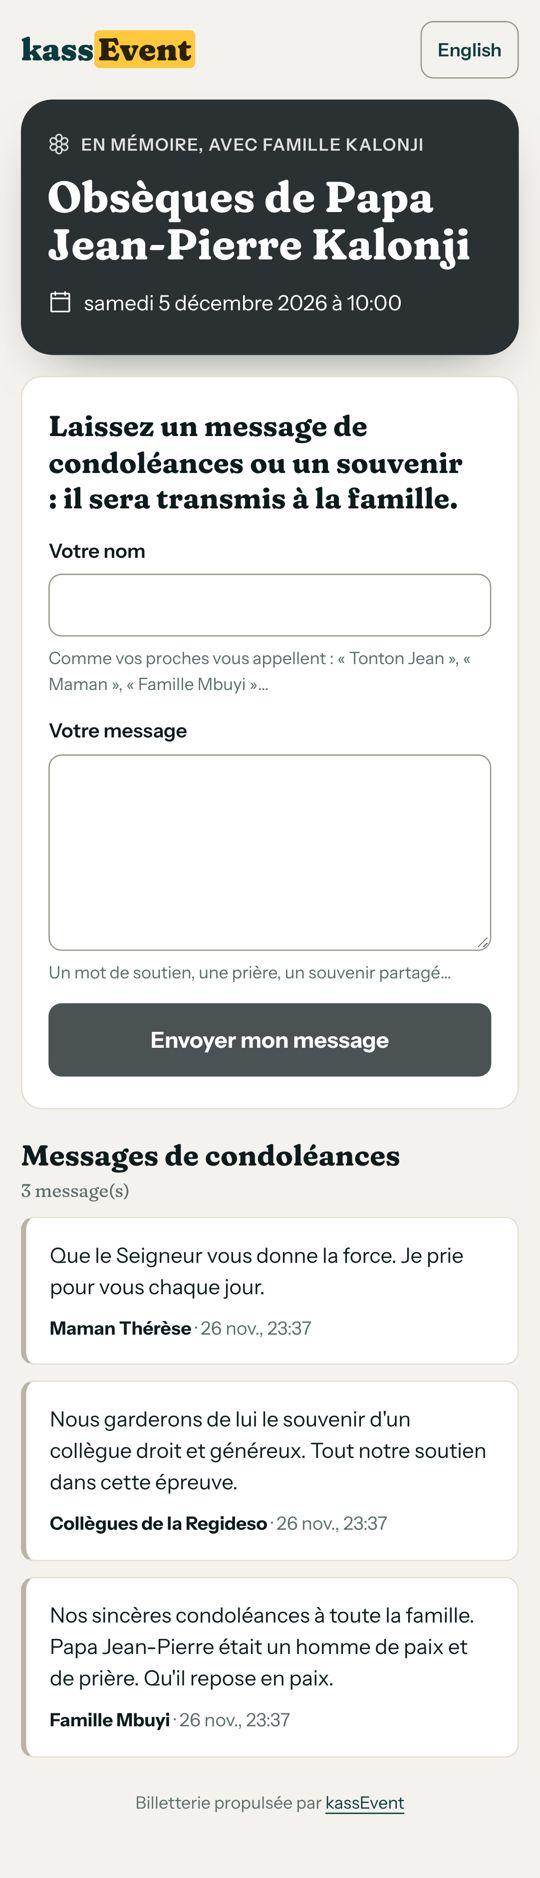 kassEvent
English
EN MÉMOIRE, AVEC FAMILLE KALONJI
Obsèques de Papa
Jean-Pierre Kalonji
samedi 5 décembre 2026 à 10:00
Laissez un message de
condoléances ou un souvenir
: il sera transmis à la famille.
Votre nom
Comme vos proches vous appellent : « Tonton Jean », «
Maman », « Famille Mbuyi »…
Votre message
Un mot de soutien, une prière, un souvenir partagé…
Envoyer mon message
Messages de condoléances
3 message(s)
Que le Seigneur vous donne la force. Je prie
pour vous chaque jour.
Maman Thérèse · 26 nov., 23:37
Nous garderons de lui le souvenir d'un
collègue droit et généreux. Tout notre soutien
dans cette épreuve.
Collègues de la Regideso · 26 nov., 23:37
Nos sincères condoléances à toute la famille.
Papa Jean-Pierre était un homme de paix et
de prière. Qu'il repose en paix.
Famille Mbuyi · 26 nov., 23:37
Billetterie propulsée par kassEvent